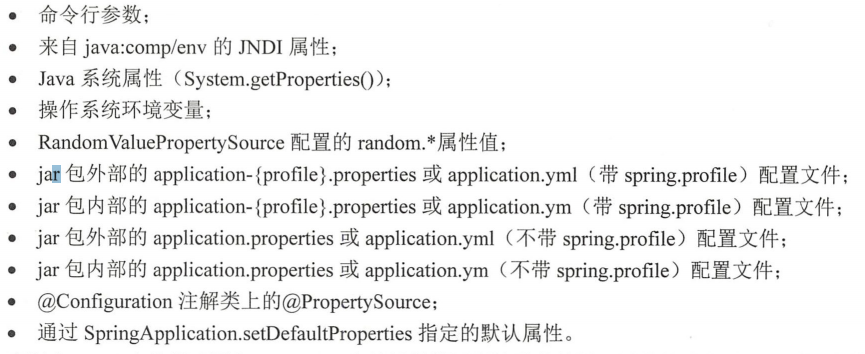 • 命令行参数；
• 来自 java:comp/env 的 JNDI 属性；
• Java 系统属性（System.getProperties()）；
• 操作系统环境变量；
• RandomValuePropertySource 配置的 random.*属性值；
• jar 包外部的 application-{profile}.properties 或 application.yml（带 spring.profile）配置文件；
• jar 包内部的 application-{profile}.properties 或 application.ym（带 spring.profile）配置文件；
• jar 包外部的 application.properties 或 application.yml（不带 spring.profile）配置文件；
• jar 包内部的 application.properties 或 application.ym（不带 spring.profile）配置文件；
• @Configuration 注解类上的@PropertySource；
• 通过 SpringApplication.setDefaultProperties 指定的默认属性。